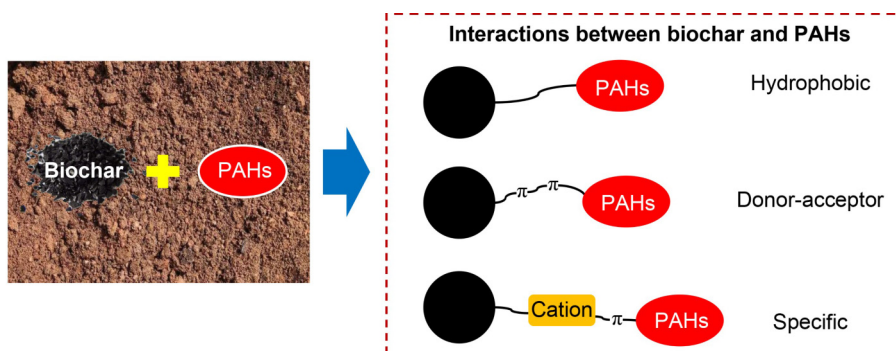 Biochar
PAHs
Interactions between biochar and PAHs
PAHs
Hydrophobic
π π
PAHs
Donor-acceptor
Cation
π
PAHs
Specific